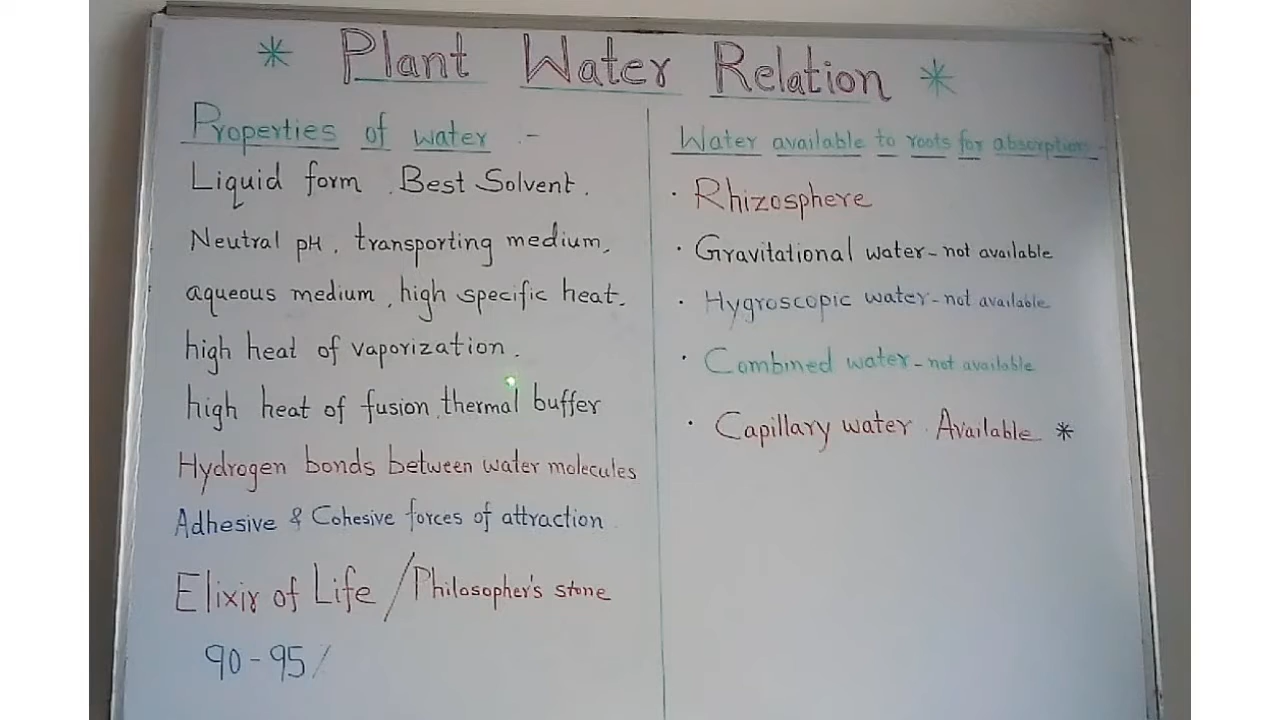 * Plant Water Relation *
Properties of water :-
Liquid form . Best Solvent .
Neutral pH . transporting medium,
aqueous medium , high specific heat .
high heat of vaporization .
high heat of fusion . thermal buffer
Hydrogen bonds between water molecules
Adhesive & Cohesive forces of attraction .
Elixir of Life / Philosopher's stone
90 - 95 /
Water available to roots for absorption -
· Rhizosphere
· Gravitational water - not available
· Hygroscopic water - not available
· Combined water - not available
· Capillary water . Available *